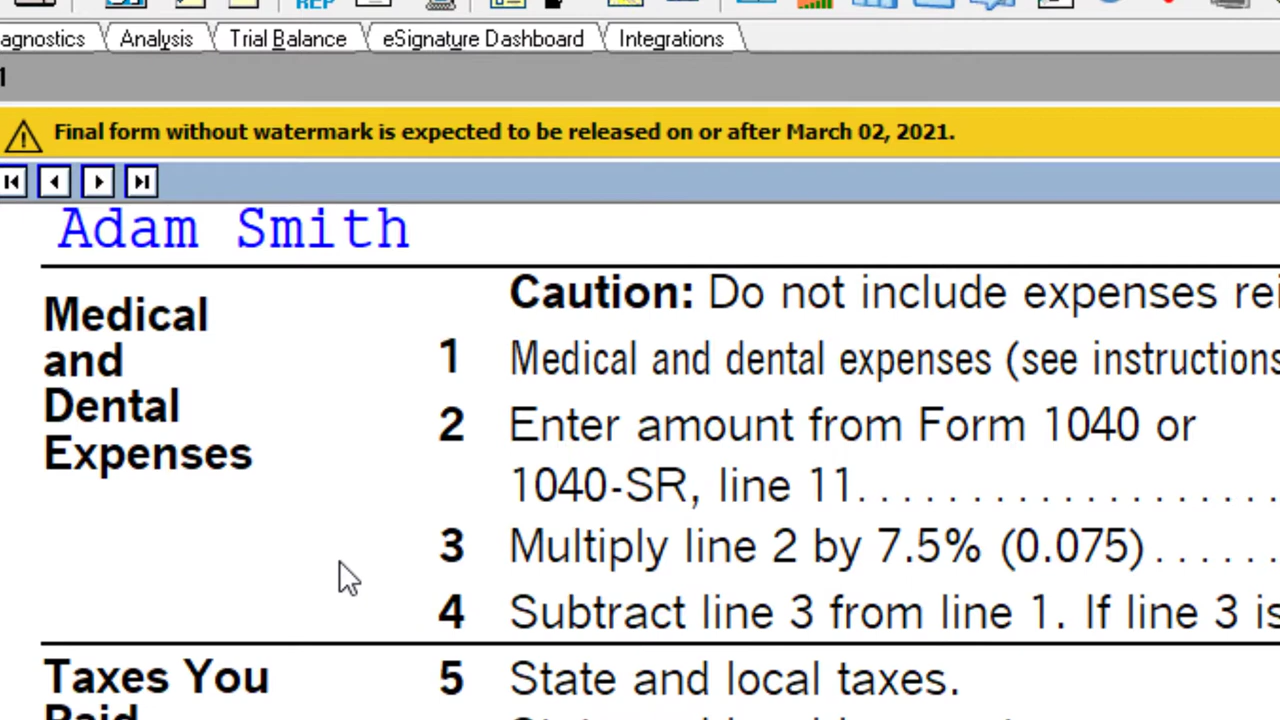 REP
agnostics Analysis Trial Balance eSignature Dashboard Integrations
1
Final form without watermark is expected to be released on or after March 02, 2021.
Adam Smith
Medical and Dental Expenses
Caution: Do not include expenses rei
1 Medical and dental expenses (see instructions
2 Enter amount from Form 1040 or
1040-SR, line 11
3 Multiply line 2 by 7.5% (0.075)
4 Subtract line 3 from line 1. If line 3 is
Taxes You
Paid
5 State and local taxes.